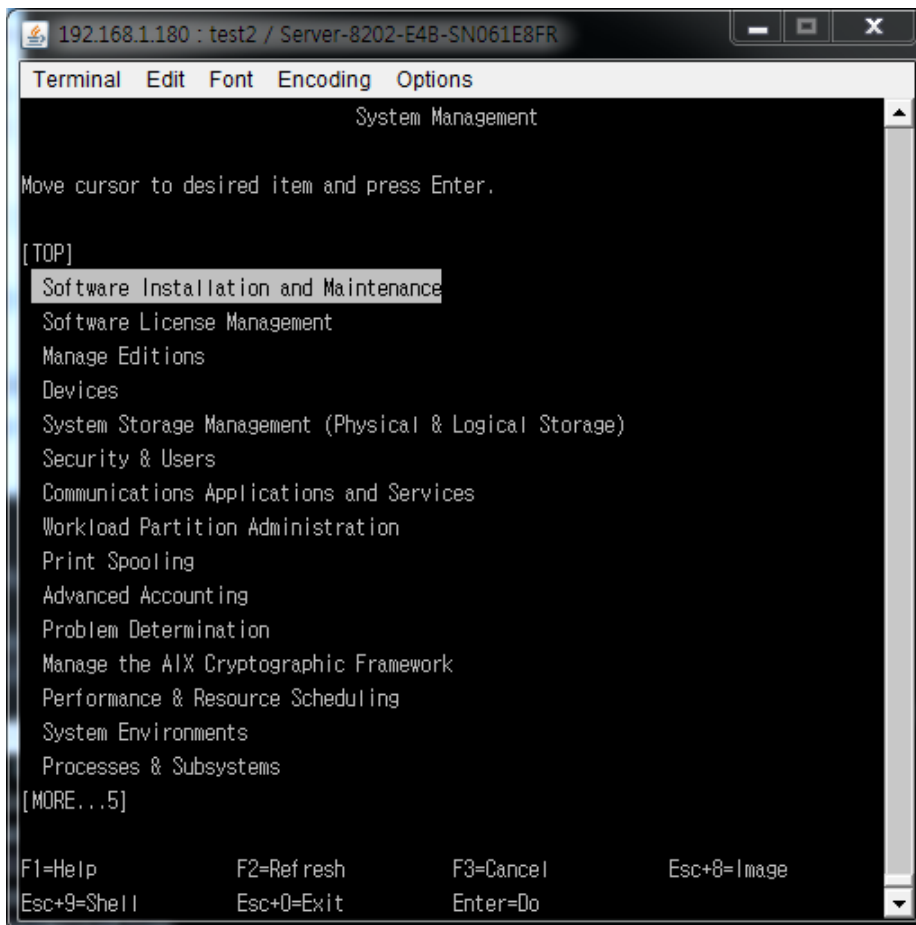 192.168.1.180 : test2 / Server-8202-E4B-SN061E8FR
Terminal Edit Font Encoding Options
System Management
Move cursor to desired item and press Enter.
[TOP]
Software Installation and Maintenance
Software License Management
Manage Editions
Devices
System Storage Management (Physical & Logical Storage)
Security & Users
Communications Applications and Services
Workload Partition Administration
Print Spooling
Advanced Accounting
Problem Determination
Manage the AIX Cryptographic Framework
Performance & Resource Scheduling
System Environments
Processes & Subsystems
[MORE...5]
F1=Help F2=Refresh F3=Cancel Esc+8=Image
Esc+9=Shell Esc+0=Exit Enter=Do